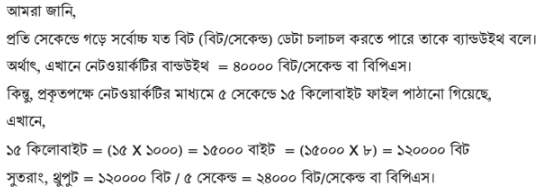 আমরা জানি,
প্রতি সেকেন্ডে গড়ে সর্বোচ্চ যত বিট (বিট/সেকেন্ড) ডেটা চলাচল করতে পারে তাকে ব্যান্ডউইথ বলে।
অর্থাৎ, এখানে নেটওয়ার্কটির বান্ডউইথ = ৪০০০০ বিট/সেকেন্ড বা বিপিএস।
কিন্তু, প্রকৃতপক্ষে নেটওয়ার্কটির মাধ্যমে ৫ সেকেন্ডে ১৫ কিলোবাইট ফাইল পাঠানো গিয়েছে,
এখানে,
১৫ কিলোবাইট = (১৫ X ১০০০) = ১৫০০০ বাইট = (১৫০০০ X ৮) = ১২০০০০ বিট
সুতরাং, থ্রুপুট = ১২০০০০ বিট / ৫ সেকেন্ড = ২৪০০০ বিট/সেকেন্ড বা বিপিএস।